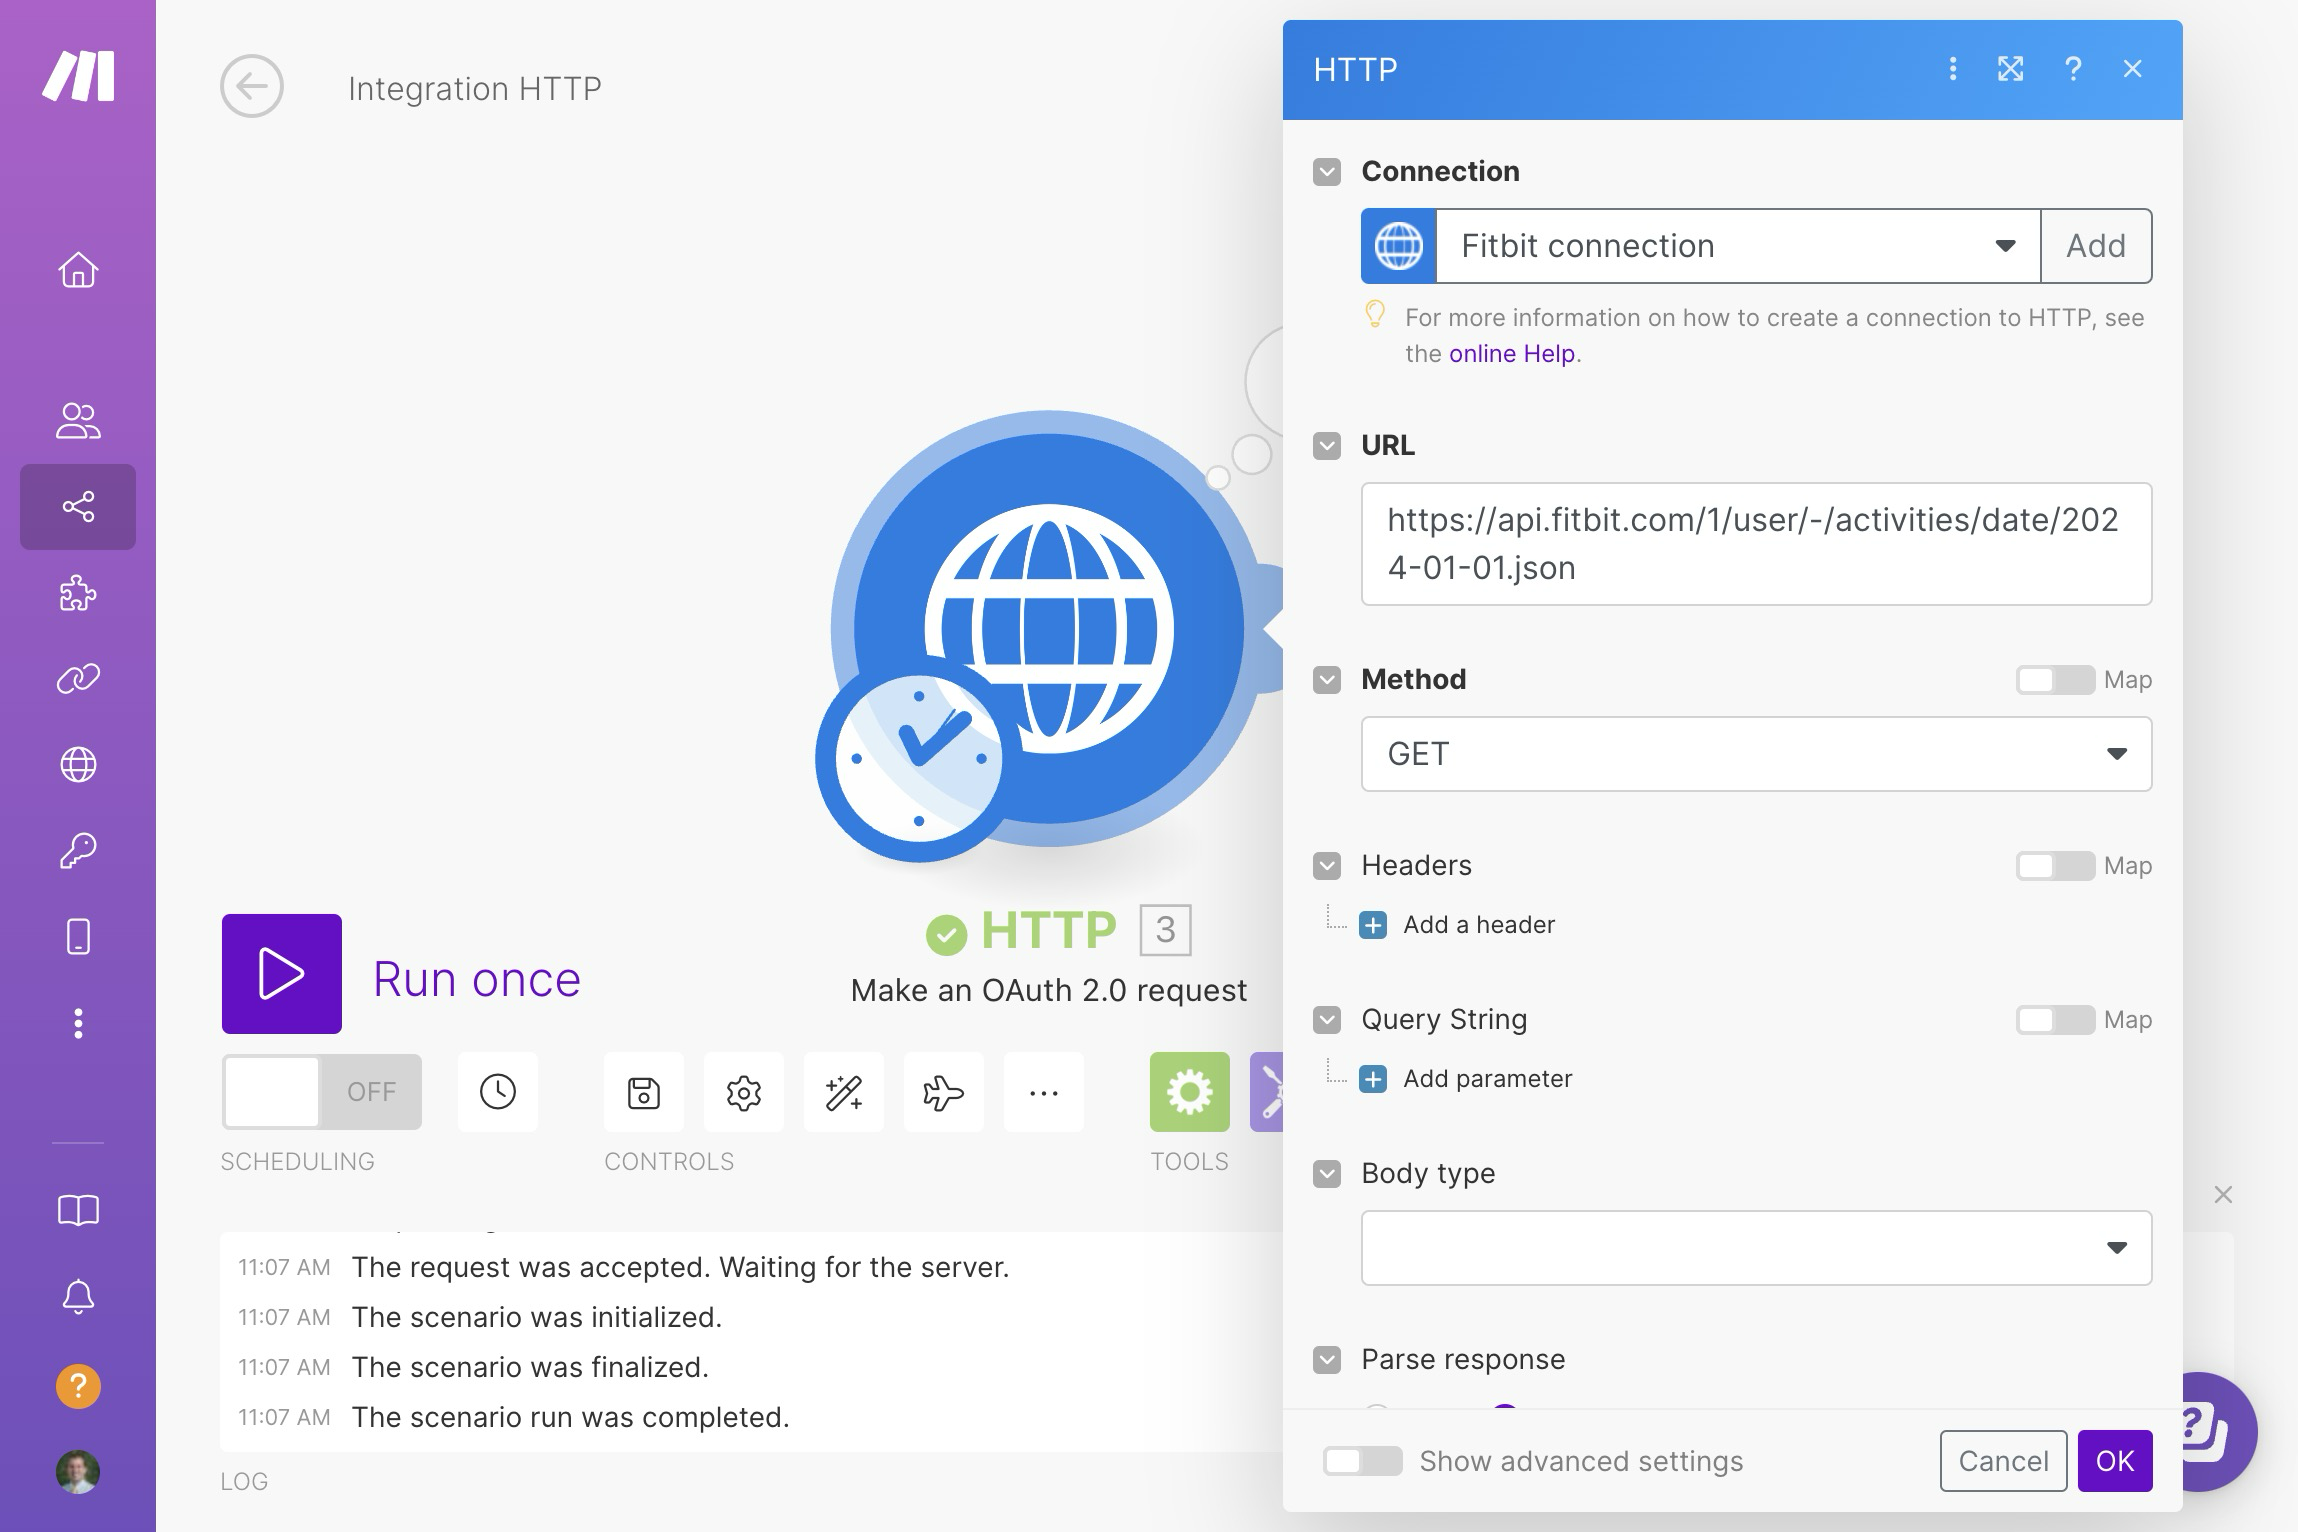 Integration HTTP
HTTP
?
Connection
Fitbit connection
Add
For more information on how to create a connection to HTTP, see
the online Help.
URL
https://api.fitbit.com/1/user/-/activities/date/202
4-01-01.json
Method
Map
GET
Headers
Map
Add a header
Query String
Map
Add parameter
Body type
Parse response
Show advanced settings
Cancel
OK
HTTP
3
Make an OAuth 2.0 request
Run once
OFF
SCHEDULING
CONTROLS
TOOLS
11:07 AM The request was accepted. Waiting for the server.
11:07 AM The scenario was initialized.
11:07 AM The scenario was finalized.
11:07 AM The scenario run was completed.
LOG
?
?